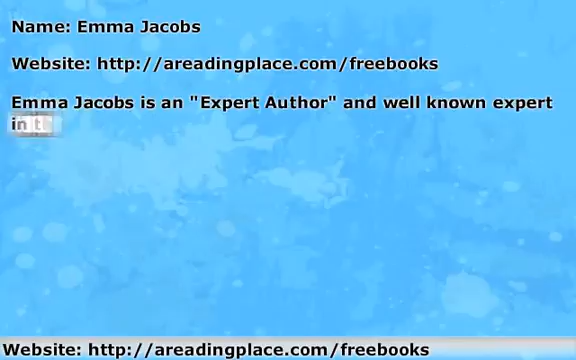 Name: Emma Jacobs
Website: http://areadingplace.com/freebooks
Emma Jacobs is an "Expert Author" and well known expert
in
Website: http://areadingplace.com/freebooks